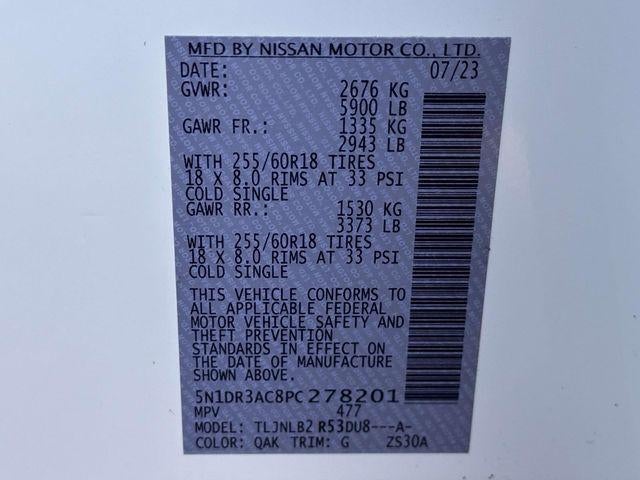 MFD BY NISSAN MOTOR CO., LTD.
DATE: 07/23
GVWR: 2676 KG
5900 LB
GAWR FR.: 1335 KG
2943 LB
WITH 255/60R18 TIRES
18 X 8.0 RIMS AT 33 PSI
COLD SINGLE
GAWR RR.: 1530 KG
3373 LB
WITH 255/60R18 TIRES
18 X 8.0 RIMS AT 33 PSI
COLD SINGLE
THIS VEHICLE CONFORMS TO
ALL APPLICABLE FEDERAL
MOTOR VEHICLE SAFETY AND
THEFT PREVENTION
STANDARDS IN EFFECT ON
THE DATE OF MANUFACTURE
SHOWN ABOVE.
5N1DR3AC8PC278201
MPV 477
MODEL: TLJNLB2 R53DU8---A-
COLOR: QAK TRIM: G ZS30A